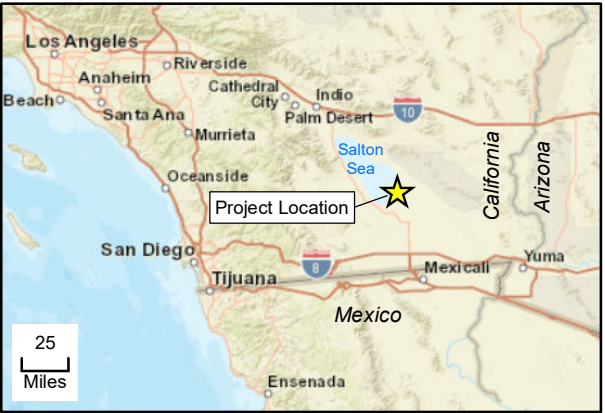 Los Angeles
Riverside
Anaheim
Cathedral
City
Indio
Beach
Santa Ana
Palm Desert
10
Murrieta
Salton
Sea
California
Arizona
Oceanside
Project Location
San Diego
8
Yuma
Mexicali
Tijuana
Mexico
25
Miles
Ensenada